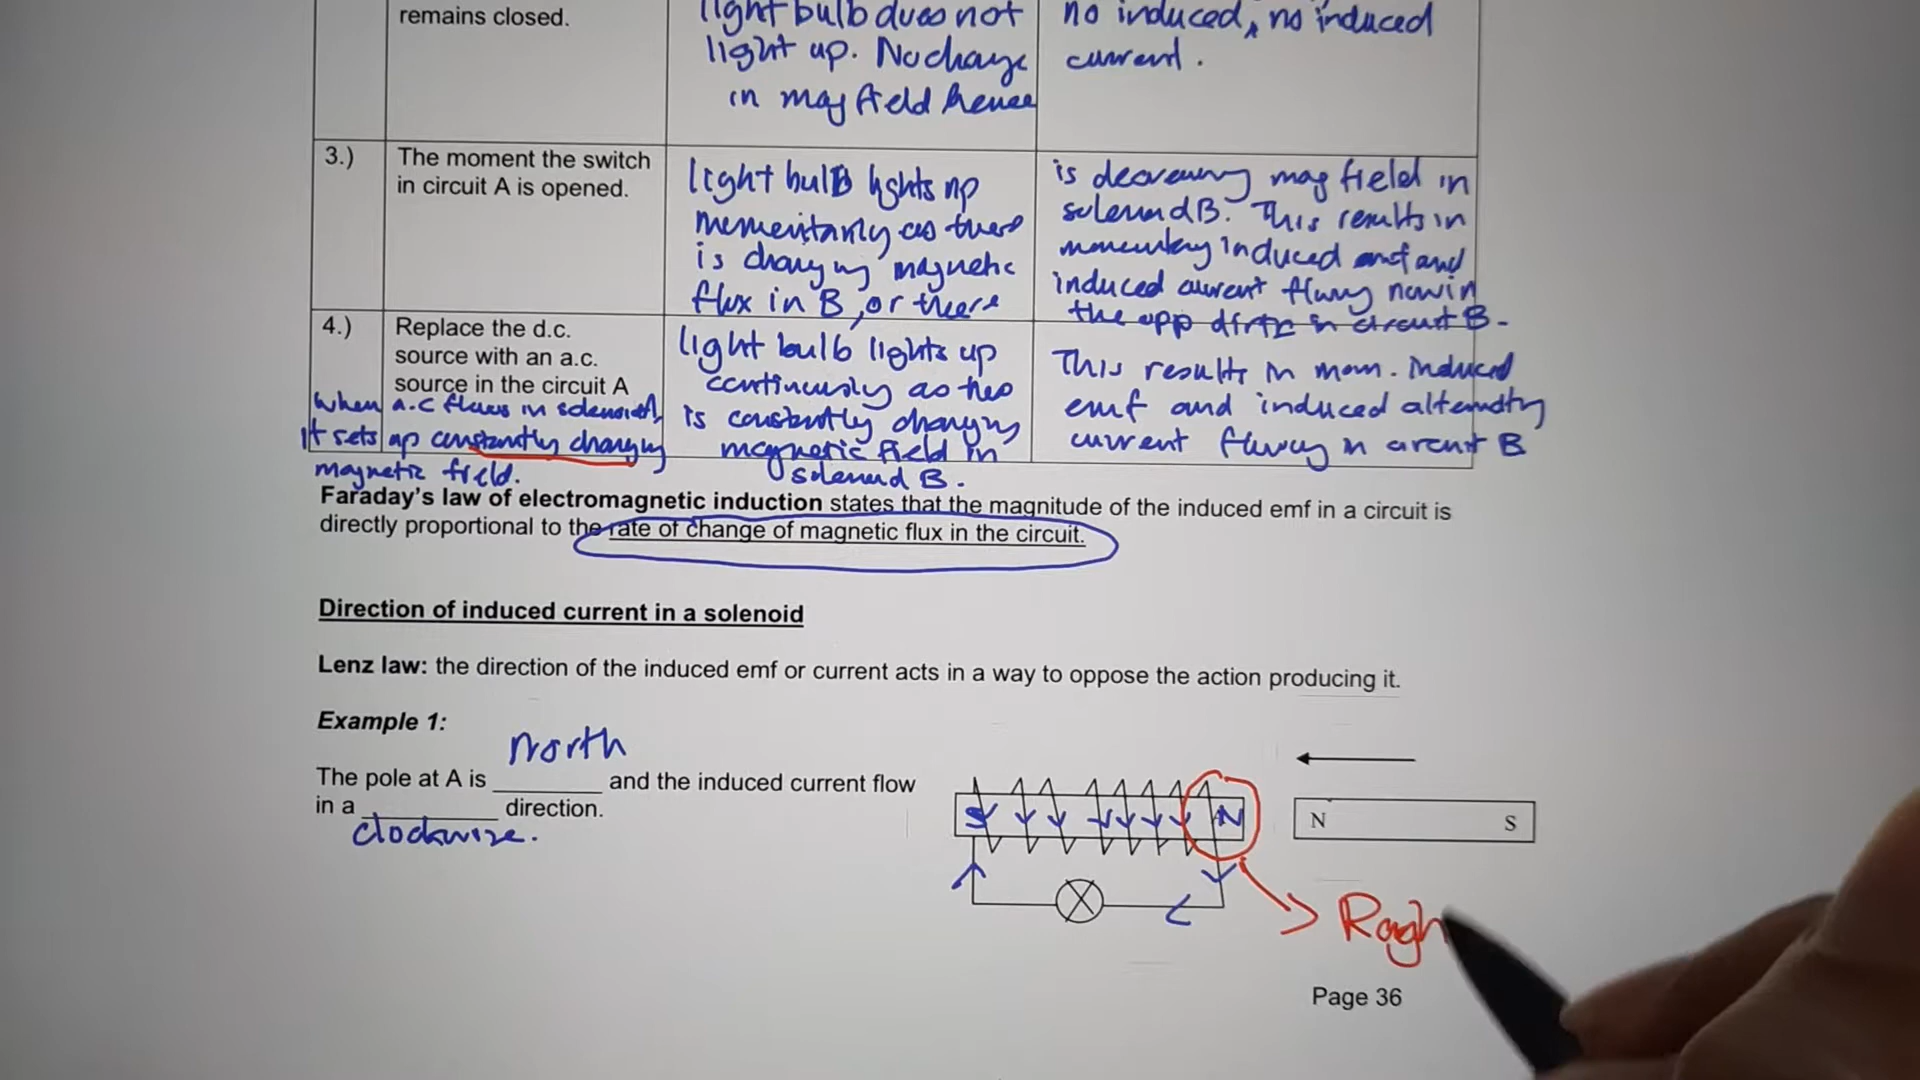 remains closed.
light bulb does not
light up. No change
in mag field hence
no induced, no induced
current.
3.)
The moment the switch
in circuit A is opened.
light bulb lights up
momentarily as there
is changing magnetic
flux in B, or there
is decreasing mag field in
solenoid B. This results in
momentary induced emf and
induced current flowing now in
the opp dirtn in circuit B.
4.)
Replace the d.c.
source with an a.c.
source in the circuit A
When a.c flows in solenoid A,
it sets up constantly changing
magnetic field.
light bulb lights up
continuously as there
is constantly changing
magnetic field in
solenoid B.
This results in mom. induced
emf and induced alternating
current flowing in circuit B
Faraday's law of electromagnetic induction states that the magnitude of the induced emf in a circuit is
directly proportional to the rate of change of magnetic flux in the circuit.
Direction of induced current in a solenoid
Lenz law: the direction of the induced emf or current acts in a way to oppose the action producing it.
Example 1:
north
The pole at A is ________ and the induced current flow
in a __________ direction.
clockwise.
S
N
N
S
Page 36